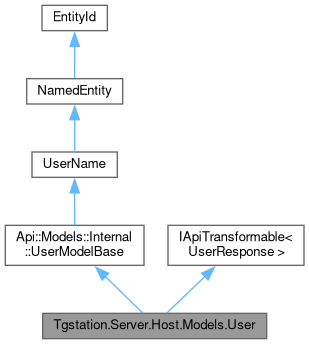 EntityId
NamedEntity
UserName
Api::Models::Internal
::UserModelBase
IApiTransformable<
UserResponse >
Tgstation.Server.Host.Models.User